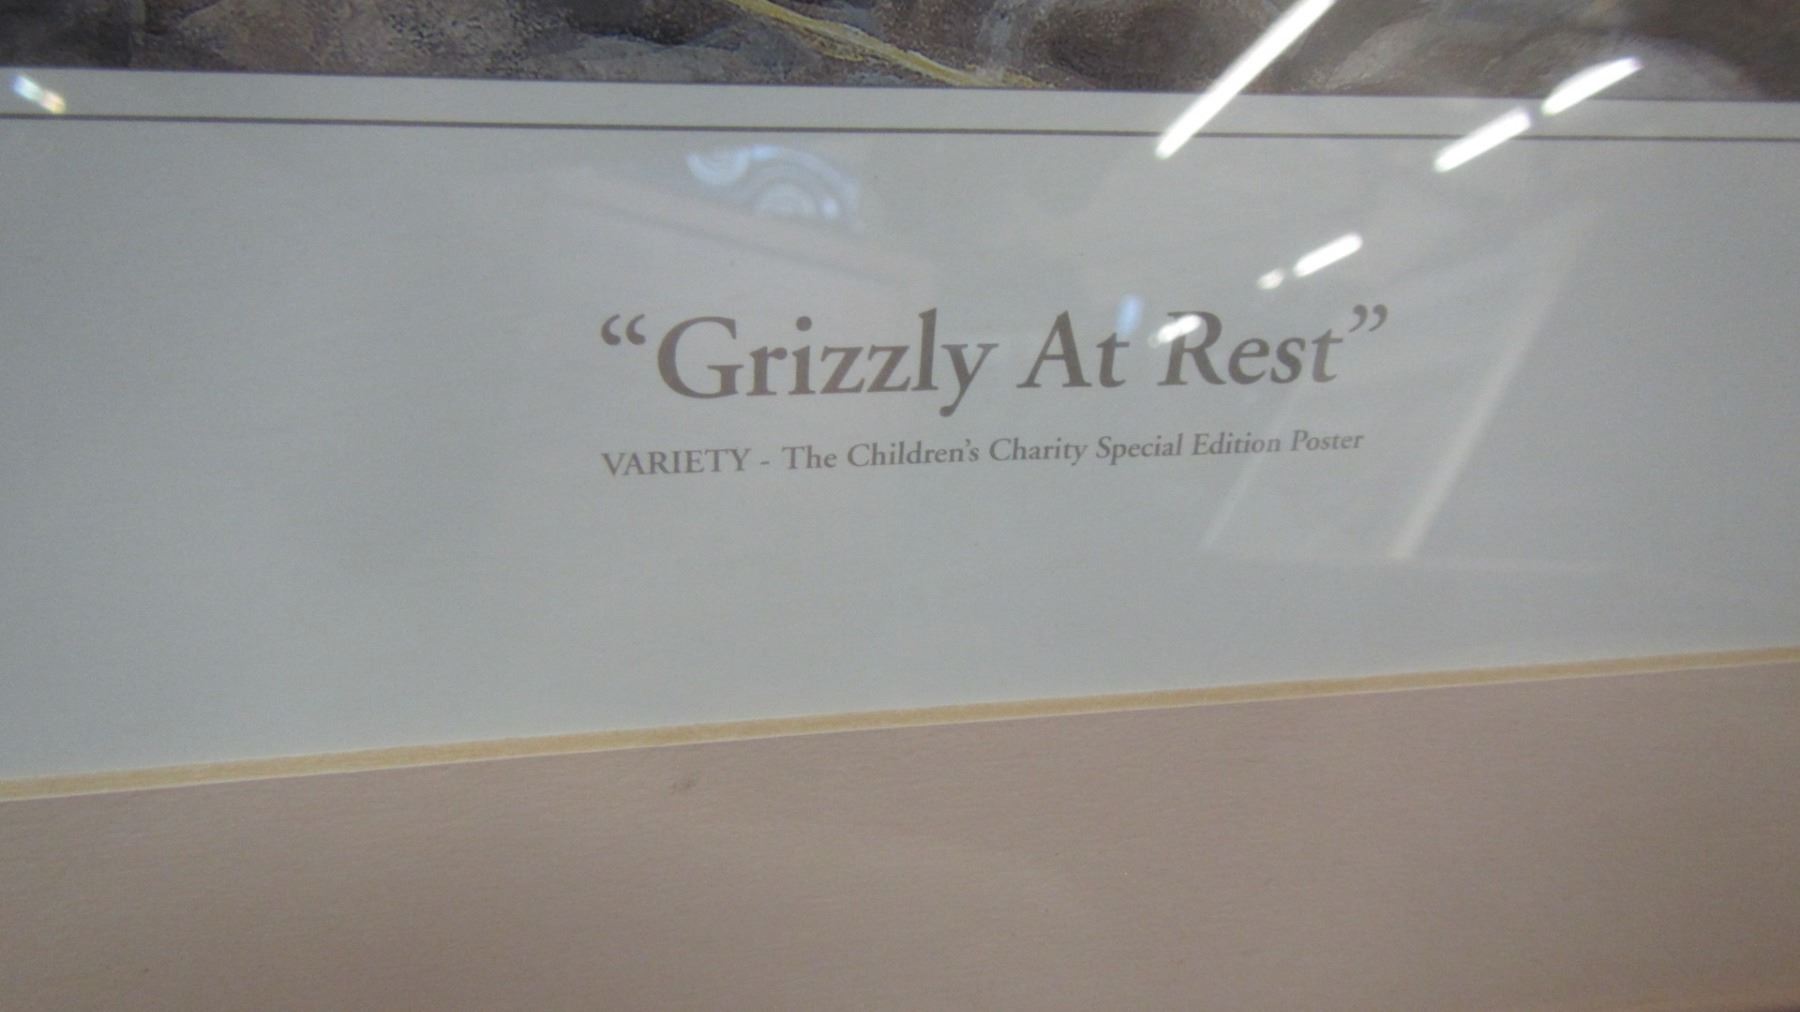 “Grizzly At Rest”
VARIETY - The Children’s Charity Special Edition Poster